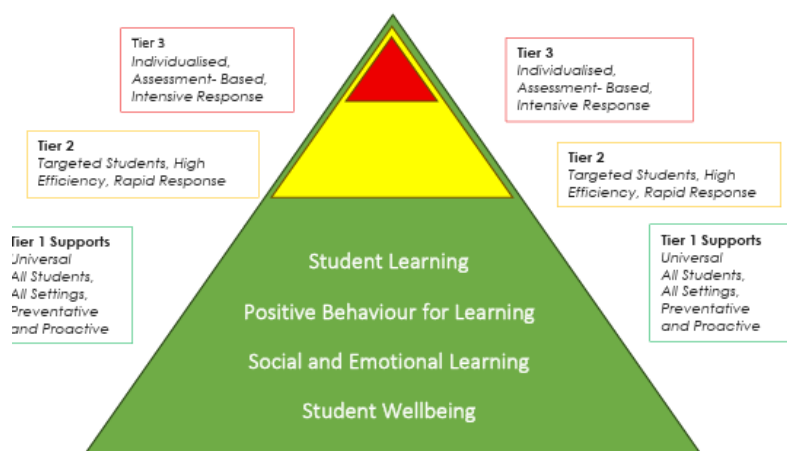 Tier 3
Individualised,
Assessment- Based,
Intensive Response
Tier 3
Individualised,
Assessment- Based,
Intensive Response
Tier 2
Targeted Students, High
Efficiency, Rapid Response
Tier 2
Targeted Students, High
Efficiency, Rapid Response
Tier 1 Supports
Universal
All Students,
All Settings,
Preventative
and Proactive
Tier 1 Supports
Universal
All Students,
All Settings,
Preventative
and Proactive
Student Learning
Positive Behaviour for Learning
Social and Emotional Learning
Student Wellbeing